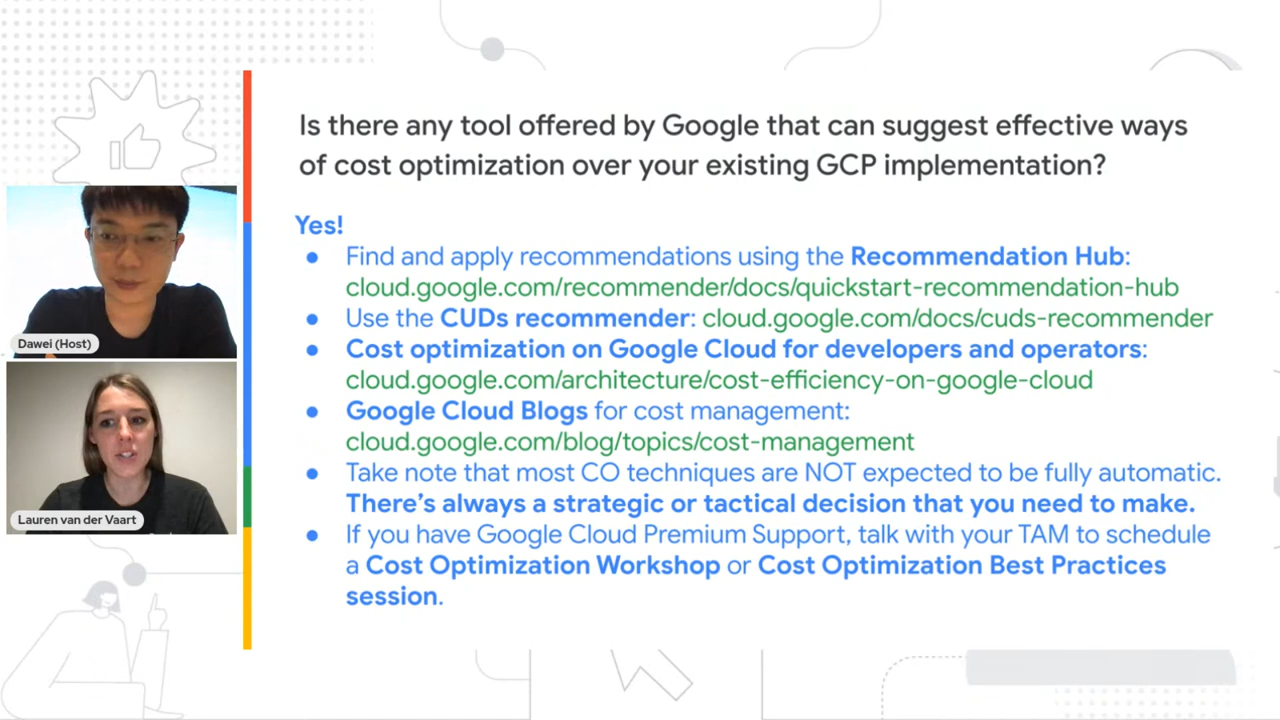 Is there any tool offered by Google that can suggest effective ways
of cost optimization over your existing GCP implementation?
Yes!
● Find and apply recommendations using the Recommendation Hub:
cloud.google.com/recommender/docs/quickstart-recommendation-hub
● Use the CUDs recommender: cloud.google.com/docs/cuds-recommender
● Cost optimization on Google Cloud for developers and operators:
cloud.google.com/architecture/cost-efficiency-on-google-cloud
● Google Cloud Blogs for cost management:
cloud.google.com/blog/topics/cost-management
● Take note that most CO techniques are NOT expected to be fully automatic.
There's always a strategic or tactical decision that you need to make.
● If you have Google Cloud Premium Support, talk with your TAM to schedule
a Cost Optimization Workshop or Cost Optimization Best Practices
session.
Dawei (Host)
Lauren van der Vaart